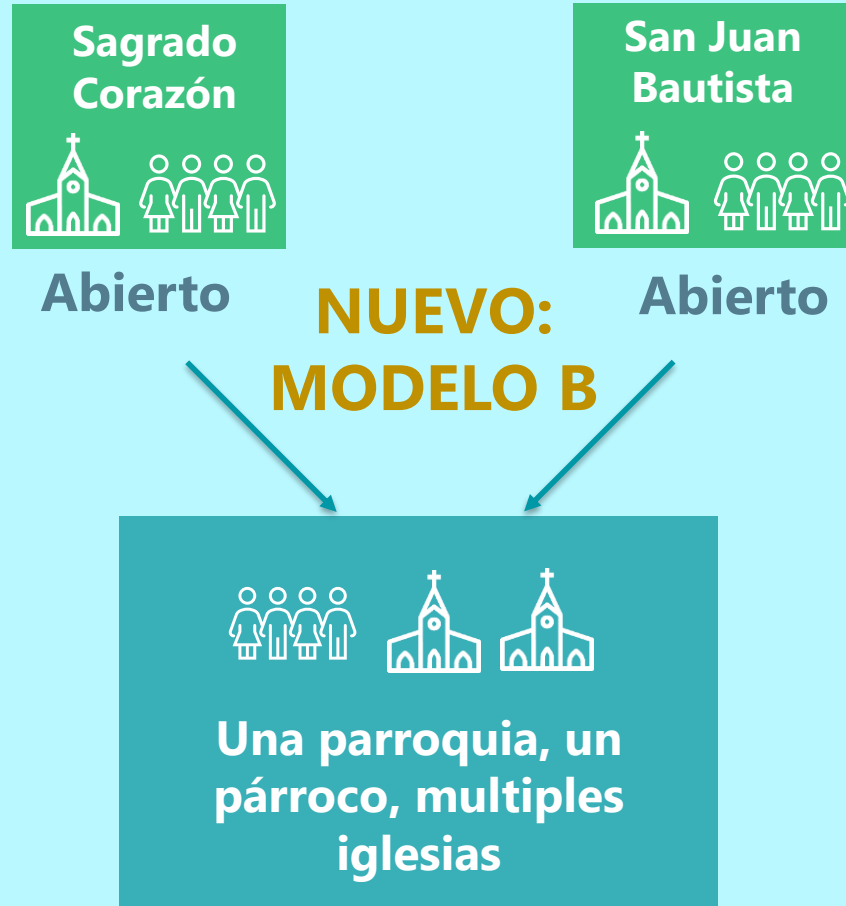 Sagrado
Corazón
San Juan
Bautista
Abierto
Abierto
NUEVO:
MODELO B
Una parroquia, un
párroco, multiples
iglesias